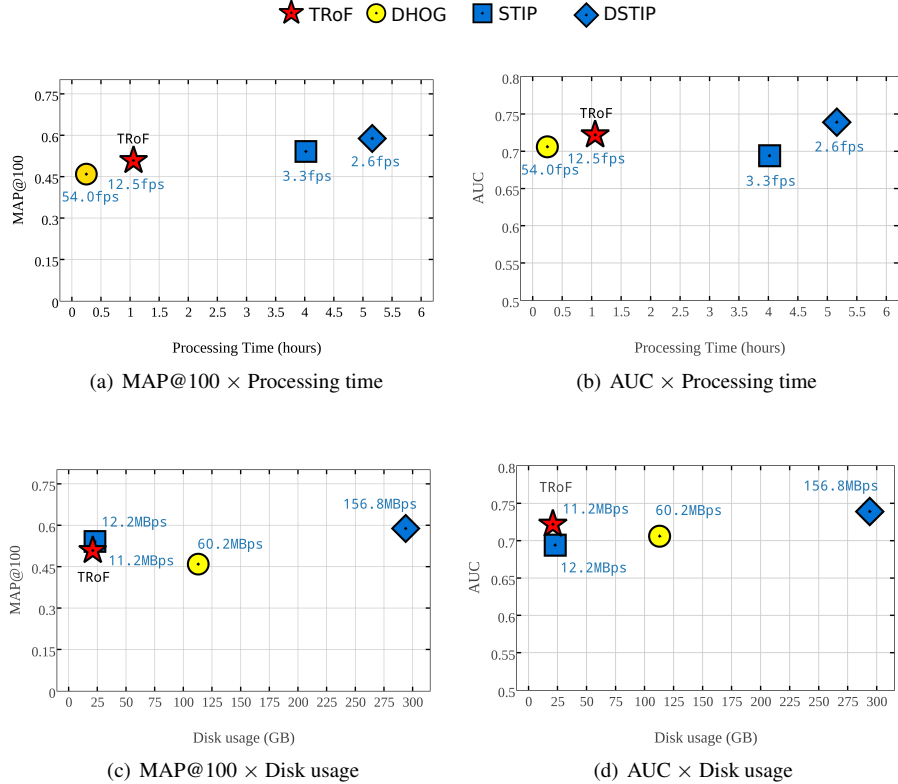 TRoF DHOG STIP DSTIP
0.75
0.6
0.45
0.3
0.15
0
MAP@100
TRoF
54.0fps
12.5fps
3.3fps
2.6fps
0 0.5 1 1.5 2 2.5 3 3.5 4 4.5 5 5.5 6
Processing Time (hours)
(a) MAP@100 × Processing time
0.8
0.75
0.7
0.65
0.6
0.55
0.5
AUC
TRoF
54.0fps
12.5fps
3.3fps
2.6fps
0 0.5 1 1.5 2 2.5 3 3.5 4 4.5 5 5.5 6
Processing Time (hours)
(b) AUC × Processing time
0.75
0.6
0.45
0.3
0.15
0
MAP@100
12.2MBps
11.2MBps
TRoF
60.2MBps
156.8MBps
0 25 50 75 100 125 150 175 200 225 250 275 300
Disk usage (GB)
(c) MAP@100 × Disk usage
0.8
0.75
0.7
0.65
0.6
0.55
0.5
AUC
TRoF
11.2MBps
12.2MBps
60.2MBps
156.8MBps
0 25 50 75 100 125 150 175 200 225 250 275 300
Disk usage (GB)
(d) AUC × Disk usage